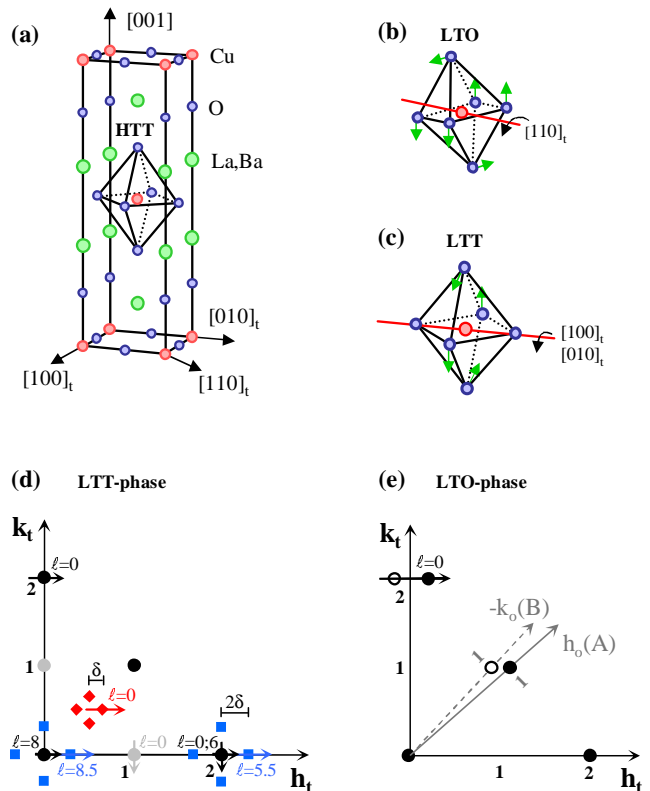 (a)
[001]
Cu
O
HTT
La,Ba
[010]t
[100]t
[110]t
(b)
LTO
[110]t
(c)
LTT
[100]t
[010]t
(d) LTT-phase
kt
ℓ=0
2
1
δ
ℓ=0
2δ
ℓ=8
ℓ=0
ℓ=0;6
ℓ=8.5
1
2
ℓ=5.5
ht
(e) LTO-phase
kt
ℓ=0
2
-ko(B)
ho(A)
1
1
1
1
2
ht